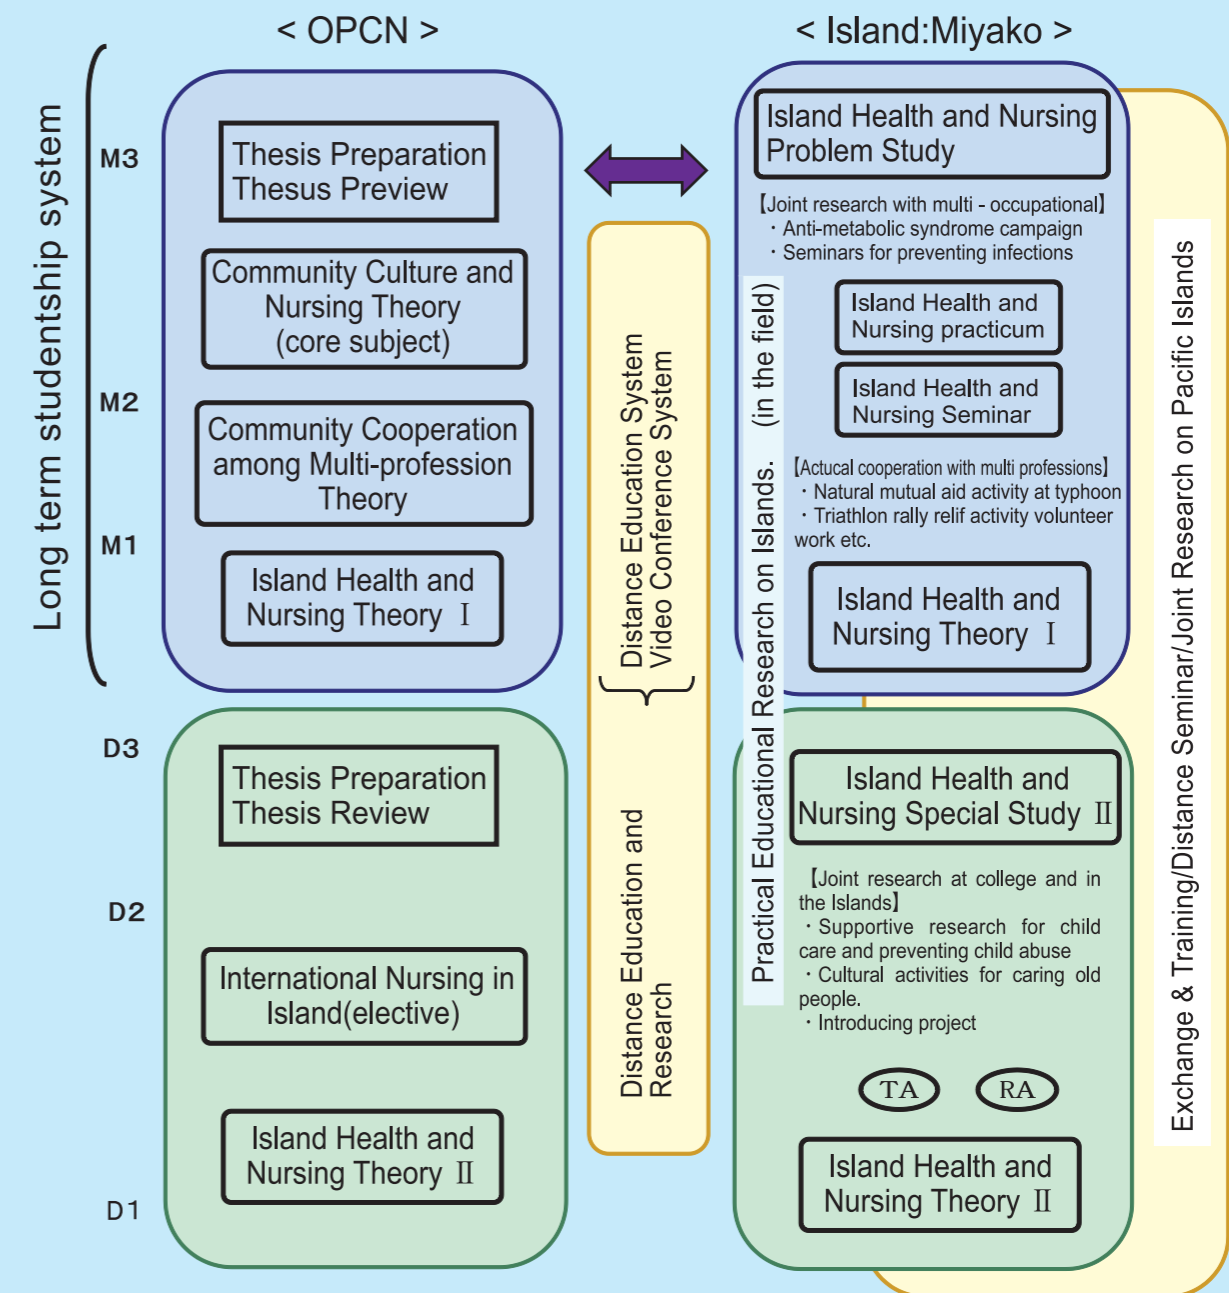 < OPCN >
< Island:Miyako >
Long term studentship system
M3
M2
M1
D3
D2
D1
Thesis Preparation
Thesus Preview
Community Culture and
Nursing Theory
(core subject)
Community Cooperation
among Multi-profession
Theory
Island Health and
Nursing Theory Ⅰ
Thesis Preparation
Thesis Review
International Nursing in
Island(elective)
Island Health and
Nursing Theory Ⅱ
Distance Education System
Video Conference System
Distance Education and
Research
Practical Educational Research on Islands. (in the field)
Island Health and Nursing
Problem Study
【Joint research with multi - occupational】
・Anti-metabolic syndrome campaign
・Seminars for preventing infections
Island Health and
Nursing practicum
Island Health and
Nursing Seminar
【Actucal cooperation with multi professions】
・Natural mutual aid activity at typhoon
・Triathlon rally relif activity volunteer
work etc.
Island Health and
Nursing Theory Ⅰ
Island Health and
Nursing Special Study Ⅱ
【Joint research at college and in
the Islands】
・Supportive research for child
care and preventing child abuse
・Cultural activities for caring old
people.
・Introducing project
TA
RA
Island Health and
Nursing Theory Ⅱ
Exchange & Training/Distance Seminar/Joint Research on Pacific Islands